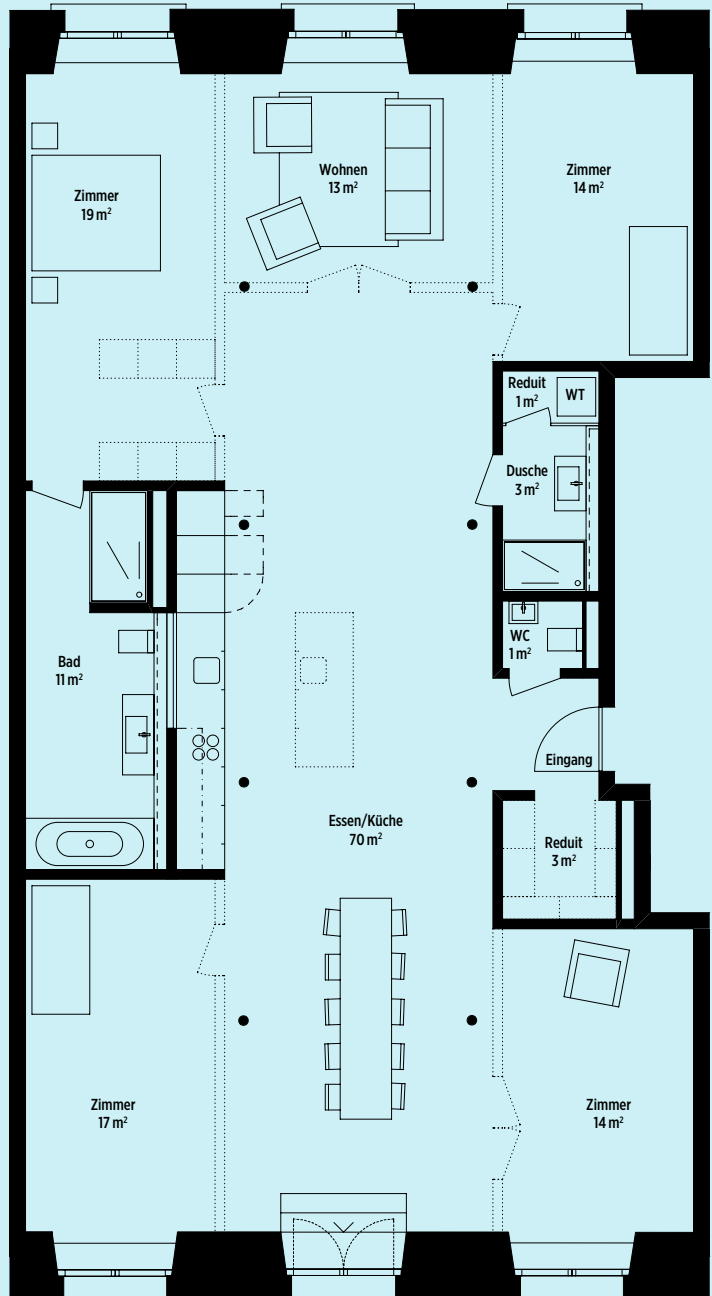 Wohnen
13 m²
Zimmer
14 m²
Zimmer
19 m²
Reduit
1 m²
WT
Dusche
3 m²
WC
1 m²
Bad
11 m²
Eingang
Essen/Küche
70 m²
Reduit
3 m²
Zimmer
17 m²
Zimmer
14 m²